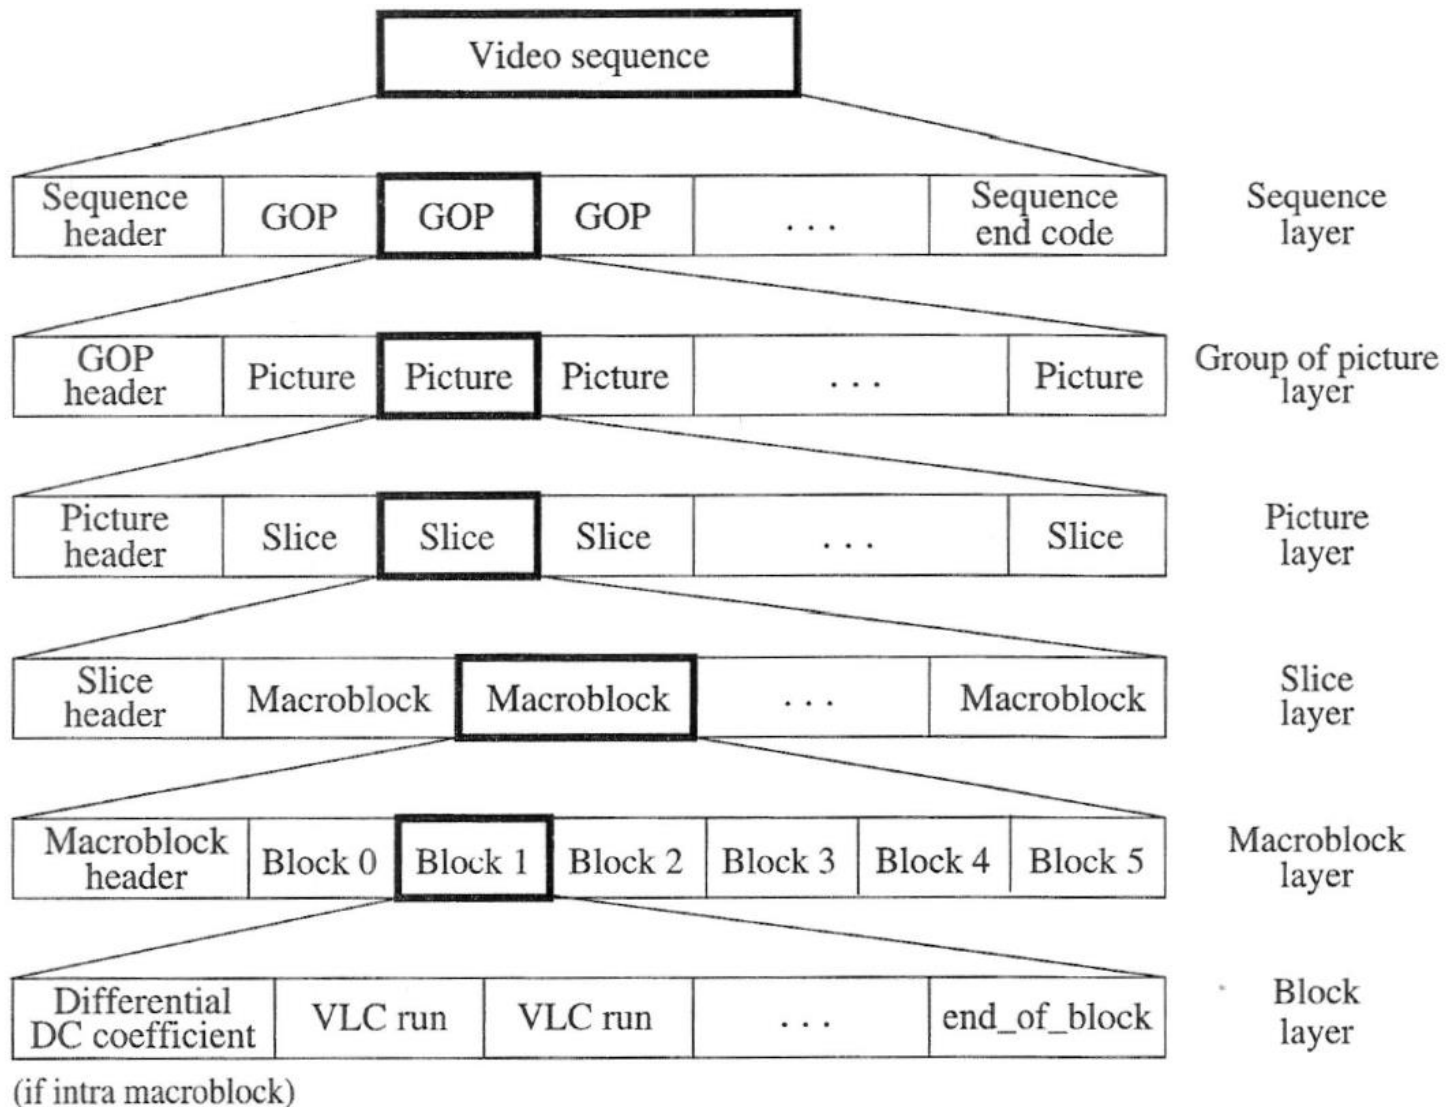 Video sequence
Sequence
header
GOP
GOP
GOP
. . .
Sequence
end code
Sequence
layer
GOP
header
Picture
Picture
Picture
. . .
Picture
Group of picture
layer
Picture
header
Slice
Slice
Slice
. . .
Slice
Picture
layer
Slice
header
Macroblock
Macroblock
. . .
Macroblock
Slice
layer
Macroblock
header
Block 0
Block 1
Block 2
Block 3
Block 4
Block 5
Macroblock
layer
Differential
DC coefficient
VLC run
VLC run
. . .
end_of_block
Block
layer
(if intra macroblock)